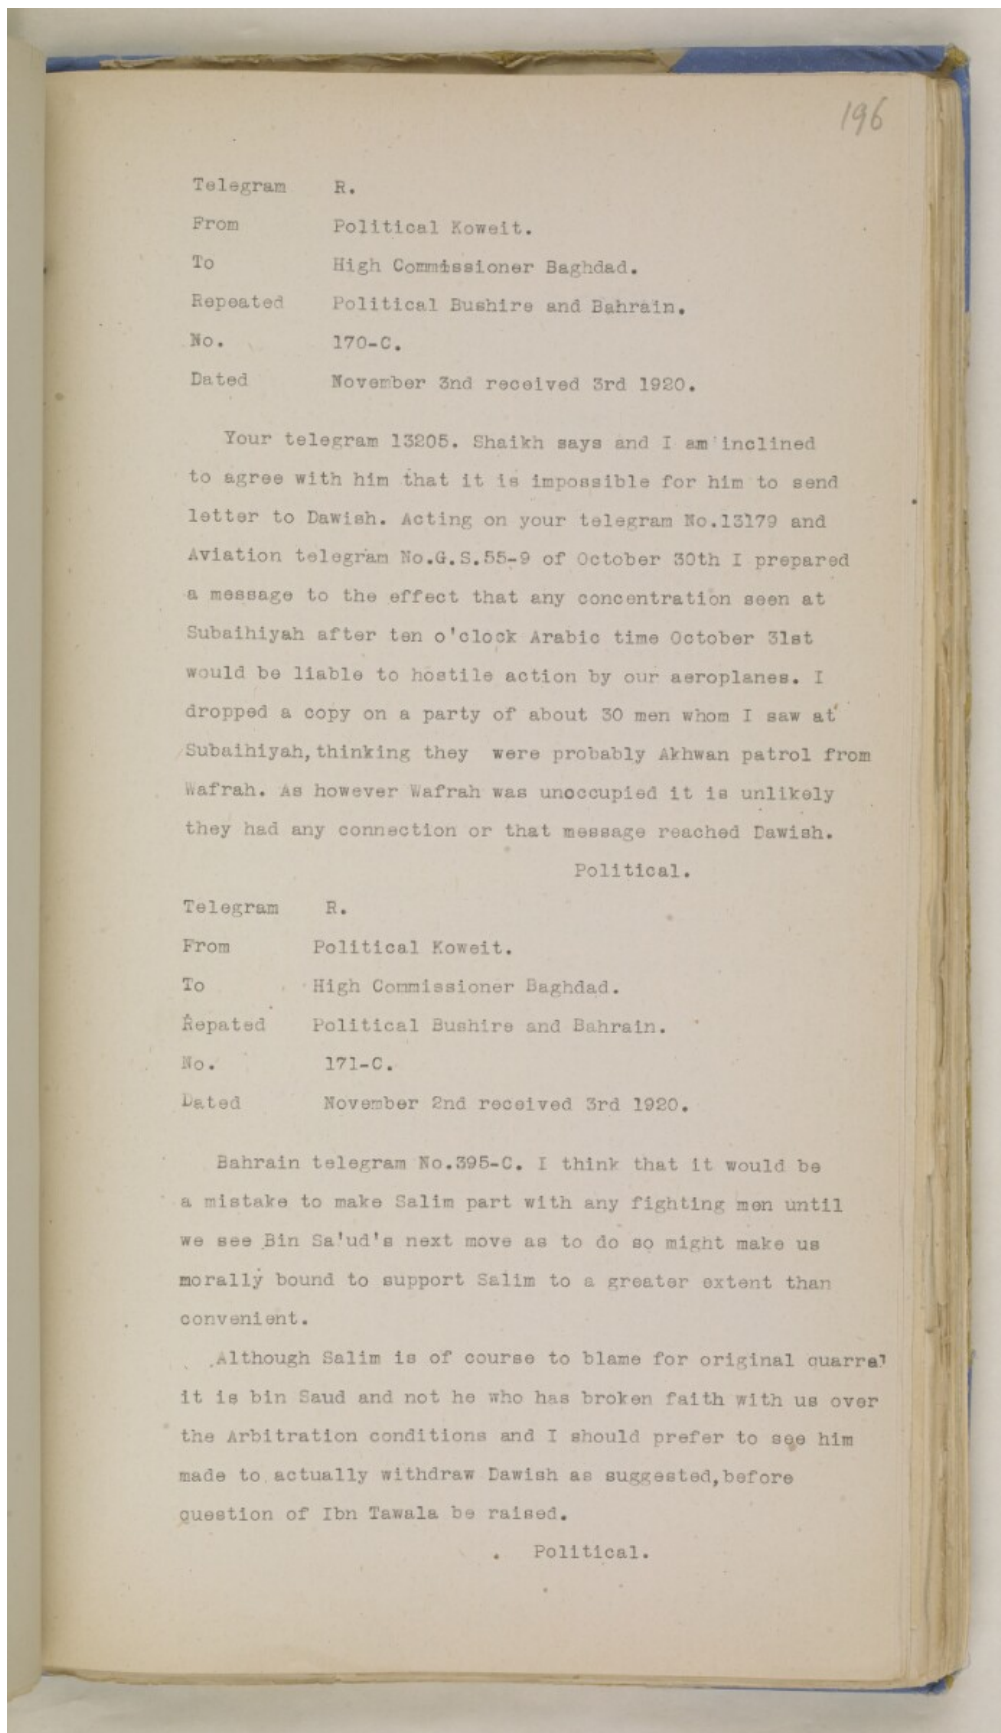 196
Telegram R.
From Political Koweit.
To High Commissioner Baghdad.
Repeated Political Bushire and Bahrain.
No. 170-C.
Dated November 3nd received 3rd 1920.
Your telegram 13205. Shaikh says and I am inclined
to agree with him that it is impossible for him to send
letter to Dawish. Acting on your telegram No.13179 and
Aviation telegram No.G.S.55-9 of October 30th I prepared
a message to the effect that any concentration seen at
Subaihiyah after ten o'clock Arabic time October 31st
would be liable to hostile action by our aeroplanes. I
dropped a copy on a party of about 30 men whom I saw at
Subaihiyah, thinking they were probably Akhwan patrol from
Wafrah. As however Wafrah was unoccupied it is unlikely
they had any connection or that message reached Dawish.
Political.
Telegram R.
From Political Koweit.
To High Commissioner Baghdad.
Repated Political Bushire and Bahrain.
No. 171-C.
Dated November 2nd received 3rd 1920.
Bahrain telegram No.395-C. I think that it would be
a mistake to make Salim part with any fighting men until
we see Bin Sa'ud's next move as to do so might make us
morally bound to support Salim to a greater extent than
convenient.
Although Salim is of course to blame for original quarrel
it is bin Saud and not he who has broken faith with us over
the Arbitration conditions and I should prefer to see him
made to actually withdraw Dawish as suggested, before
question of Ibn Tawala be raised.
Political.